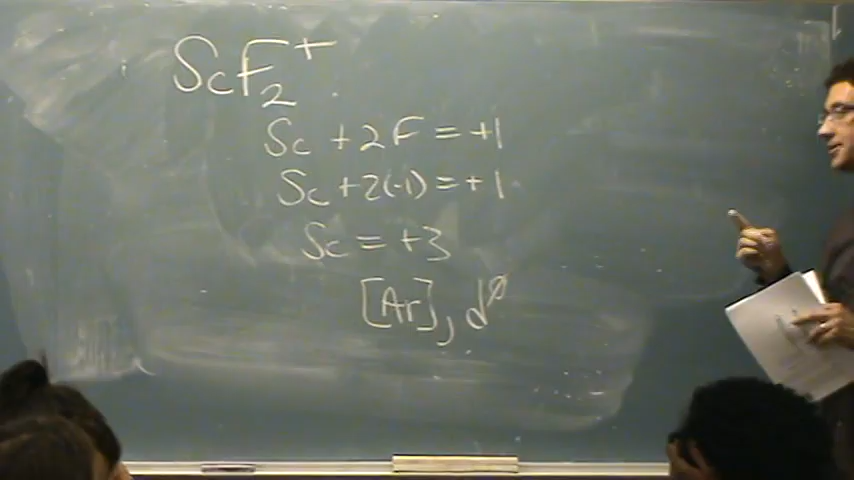 ScF₂⁺
Sc + 2F = +1
Sc + 2(-1) = +1
Sc = +3
[Ar], d⁰